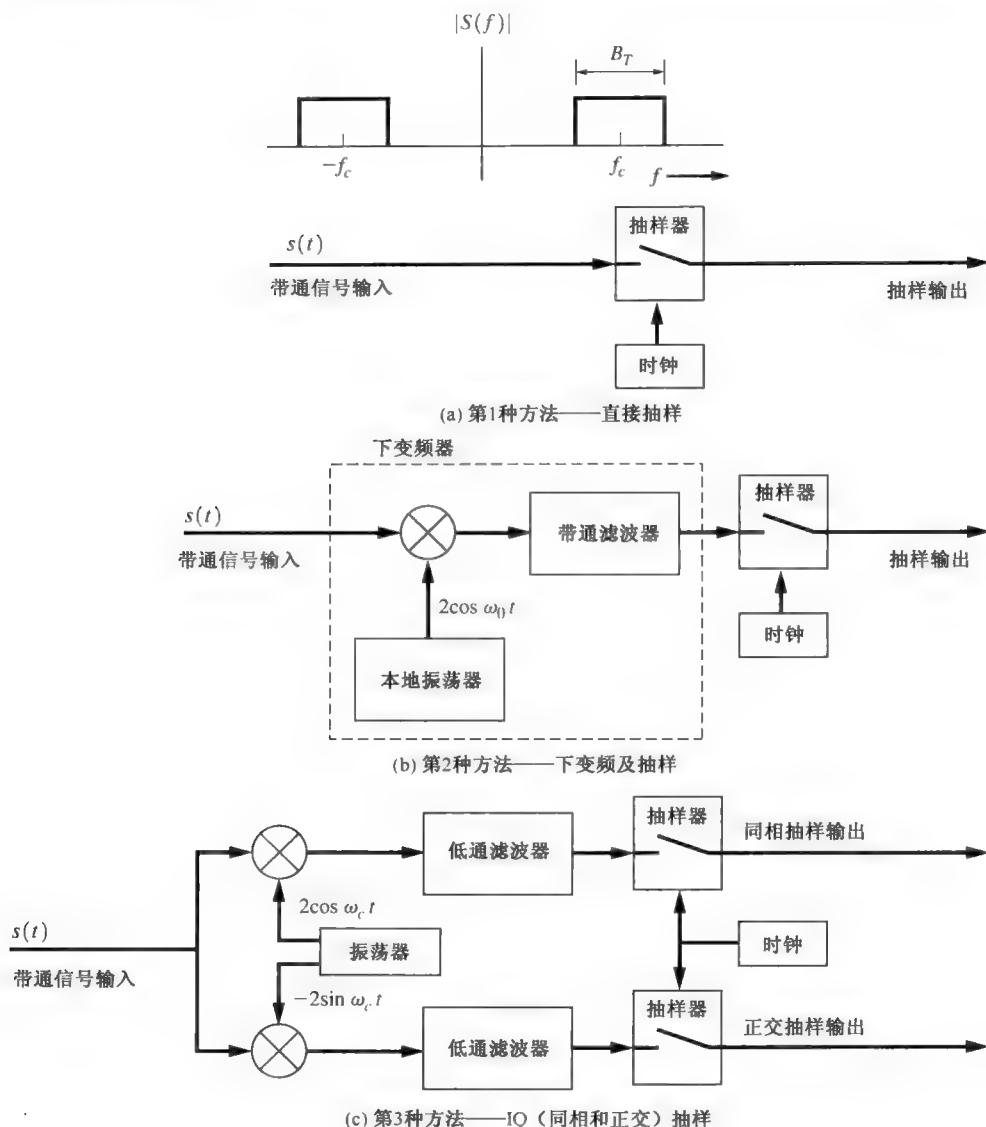 |S(f)|
B_T
−f_c
f_c
f
抽样器
s(t)
带通信号输入
抽样输出
时钟
(a) 第1种方法——直接抽样
下变频器
抽样器
s(t)
带通滤波器
带通信号输入
抽样输出
2cos ω₀ t
时钟
本地振荡器
(b) 第2种方法——下变频及抽样
抽样器
低通滤波器
同相抽样输出
2cos ω_c t
s(t)
振荡器
时钟
带通信号输入
−2sin ω_c t
抽样器
低通滤波器
正交抽样输出
(c) 第3种方法——IQ（同相和正交）抽样